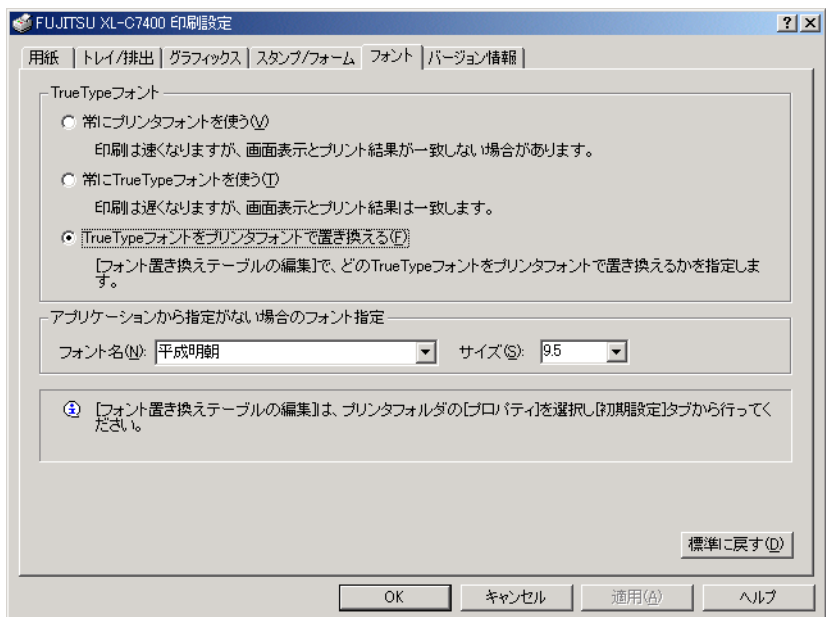 FUJITSU XL-C7400 印刷設定
用紙 トレイ/排出 グラフィックス スタンプ/フォーム フォント バージョン情報
TrueTypeフォント
常にプリンタフォントを使う(V)
印刷は速くなりますが、画面表示とプリント結果が一致しない場合があります。
常にTrueTypeフォントを使う(T)
印刷は遅くなりますが、画面表示とプリント結果は一致します。
TrueTypeフォントをプリンタフォントで置き換える(F)
[フォント置き換えテーブルの編集]で、どのTrueTypeフォントをプリンタフォントで置き換えるかを指定しま
す。
アプリケーションから指定がない場合のフォント指定
フォント名(N): 平成明朝 サイズ(S): 9.5
[フォント置き換えテーブルの編集]は、プリンタフォルダの[プロパティ]を選択し[初期設定]タブから行ってく
ださい。
標準に戻す(D)
OK キャンセル 適用(A) ヘルプ